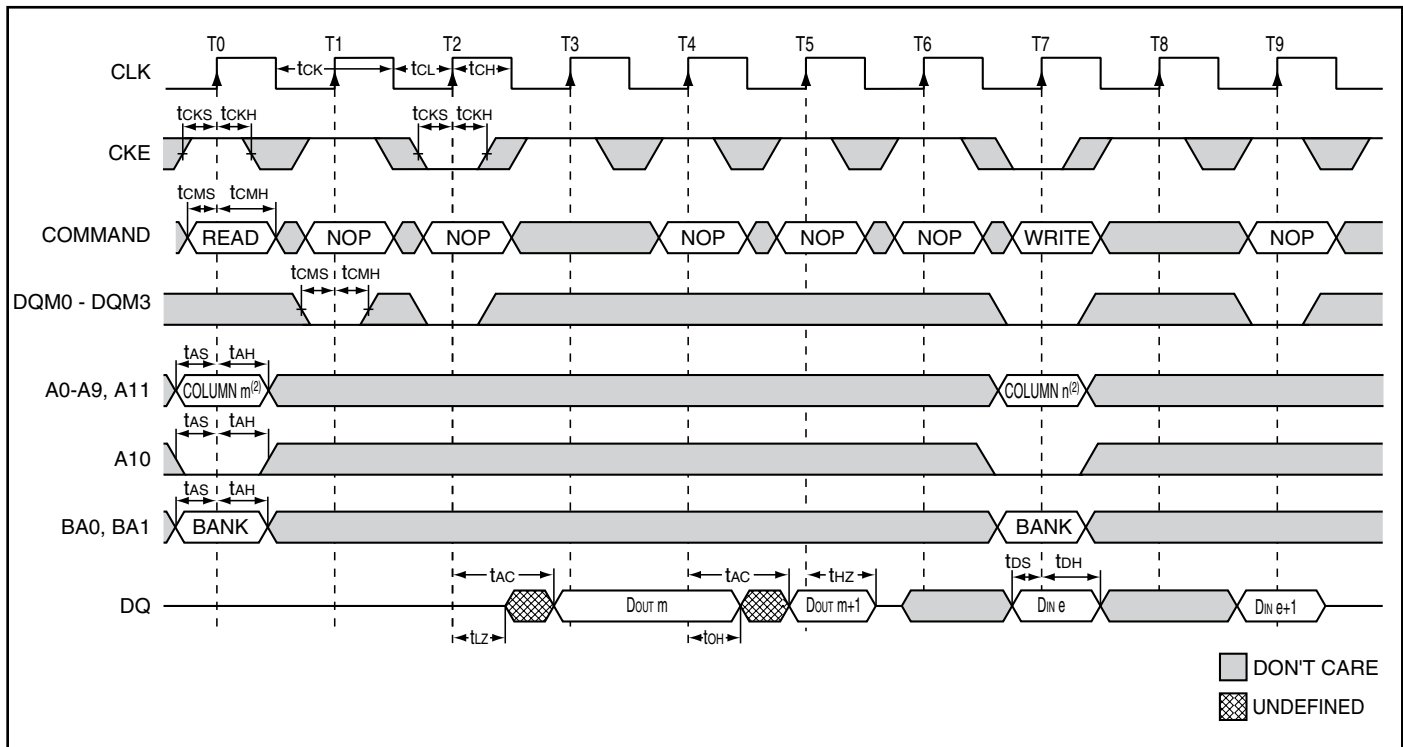 T0 T1 T2 T3 T4 T5 T6 T7 T8 T9
CLK tCK tCL tCH
tCKS tCKH tCKS tCKH
CKE
tCMS tCMH
COMMAND READ NOP NOP NOP NOP NOP WRITE NOP
tCMS tCMH
DQM0 - DQM3
tAS tAH
A0-A9, A11 COLUMN m(2) COLUMN n(2)
tAS tAH
A10
tAS tAH
BA0, BA1 BANK BANK
tAC tAC tHZ tDS tDH
DQ DOUT m DOUT m+1 DIN e DIN e+1
tLZ tOH
DON'T CARE
UNDEFINED